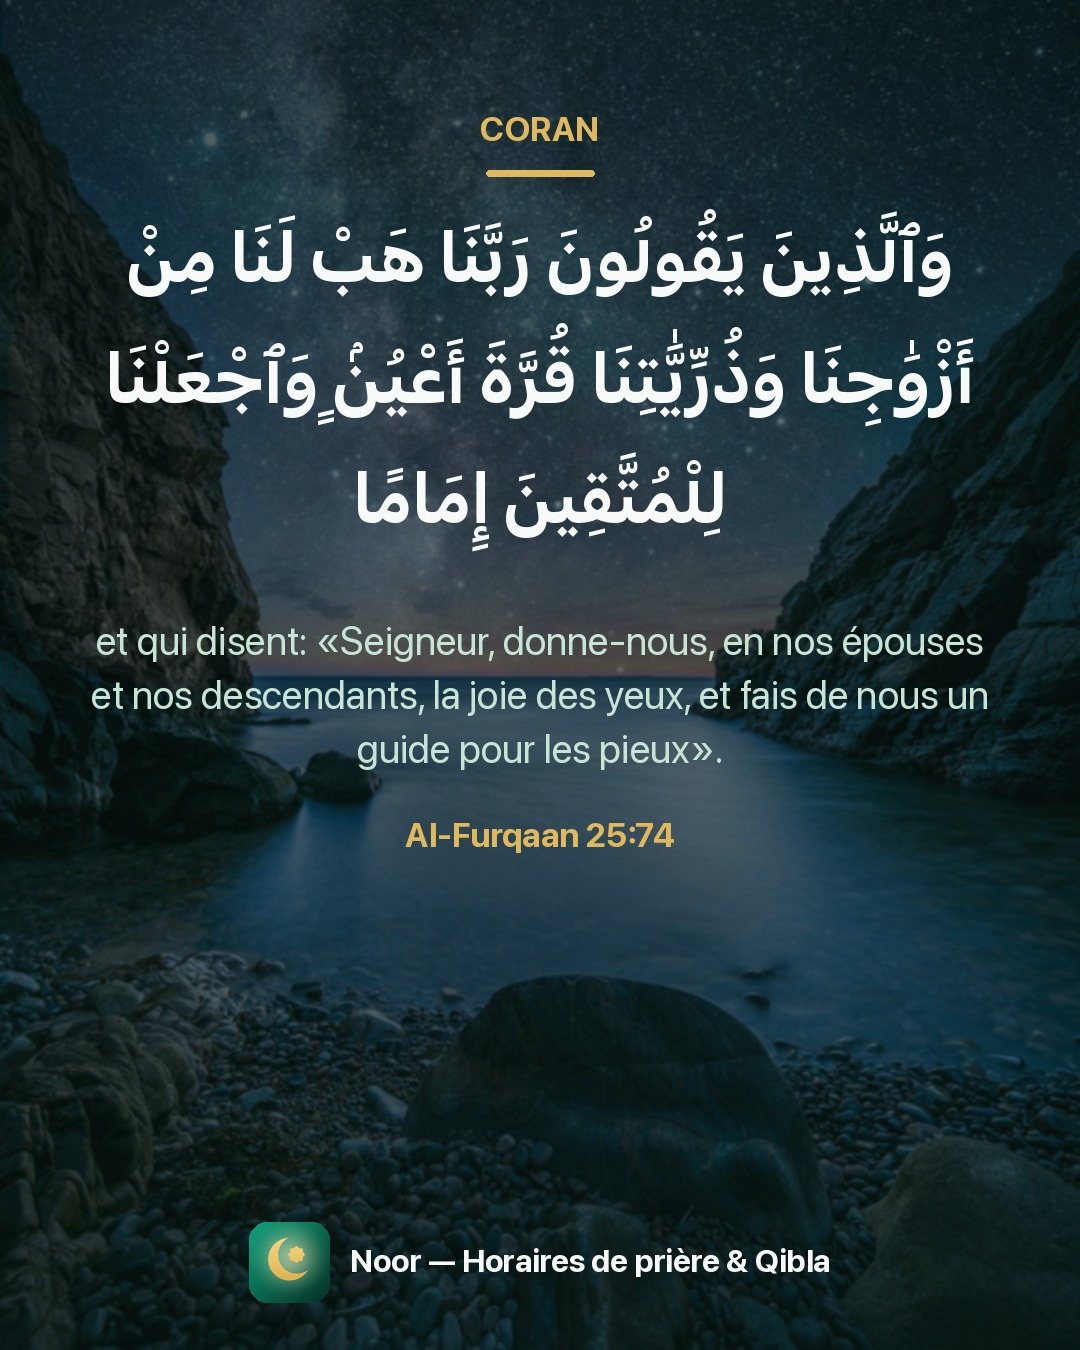 CORAN
وَٱلَّذِينَ يَقُولُونَ رَبَّنَا هَبْ لَنَا مِنْ
أَزْوَٰجِنَا وَذُرِّيَّـٰتِنَا قُرَّةَ أَعْيُنٍۢ وَٱجْعَلْنَا
لِلْمُتَّقِينَ إِمَامًا
et qui disent: «Seigneur, donne-nous, en nos épouses
et nos descendants, la joie des yeux, et fais de nous un
guide pour les pieux».
Al-Furqaan 25:74
Noor — Horaires de prière & Qibla